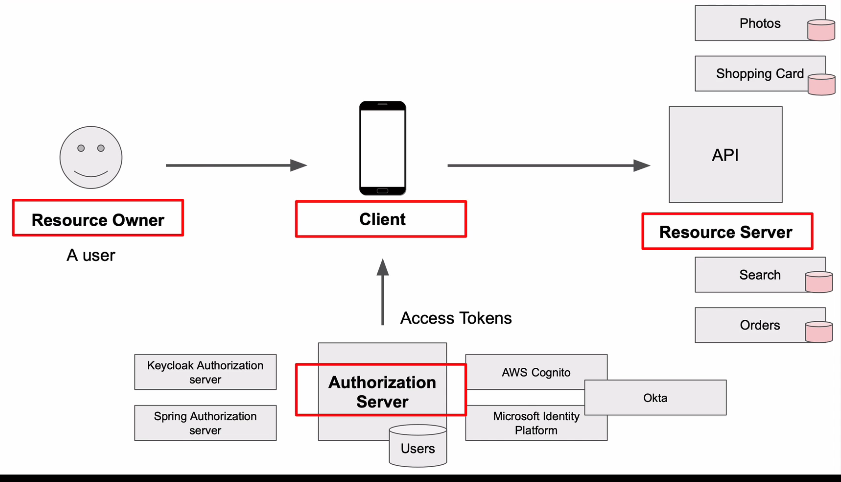 Photos
Shopping Card
API
Resource Owner
A user
Client
Resource Server
Search
Orders
Access Tokens
Keycloak Authorization
server
Spring Authorization
server
Authorization
Server
Users
AWS Cognito
Microsoft Identity
Platform
Okta